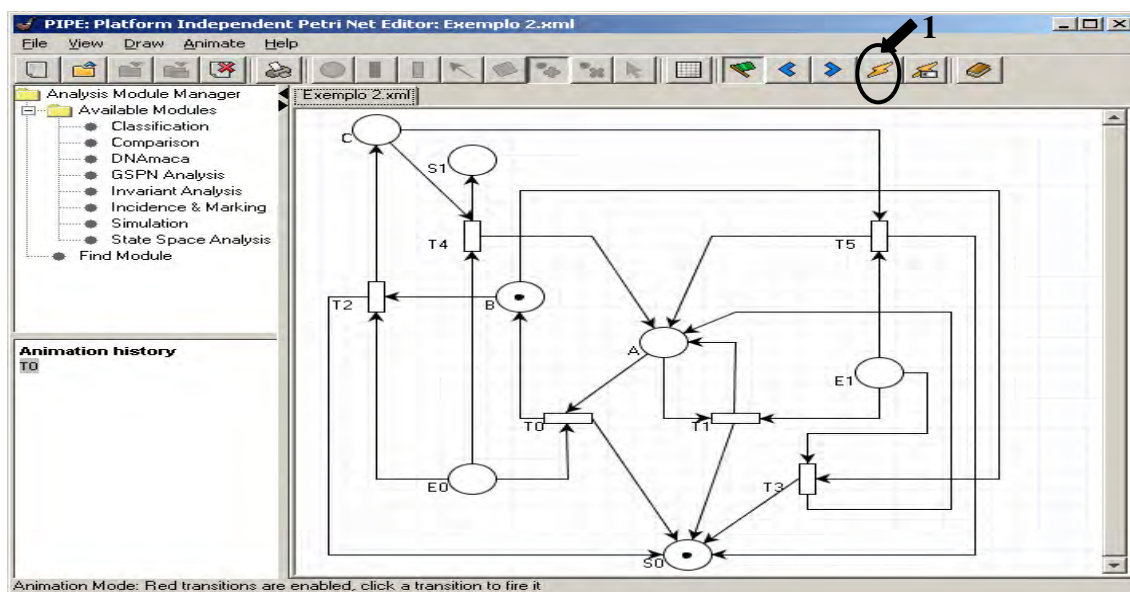 PIPE: Platform Independent Petri Net Editor: Exemplo 2.xml
1
File View Draw Animate Help
Analysis Module Manager
Available Modules
Classification
Comparison
DNAmaca
GSPN Analysis
Invariant Analysis
Incidence & Marking
Simulation
State Space Analysis
Find Module
Animation history
T0
Exemplo 2.xml
C
S1
T4
T5
T2
B
A
E1
T0
T1
E0
T3
S0
Animation Mode: Red transitions are enabled, click a transition to fire it